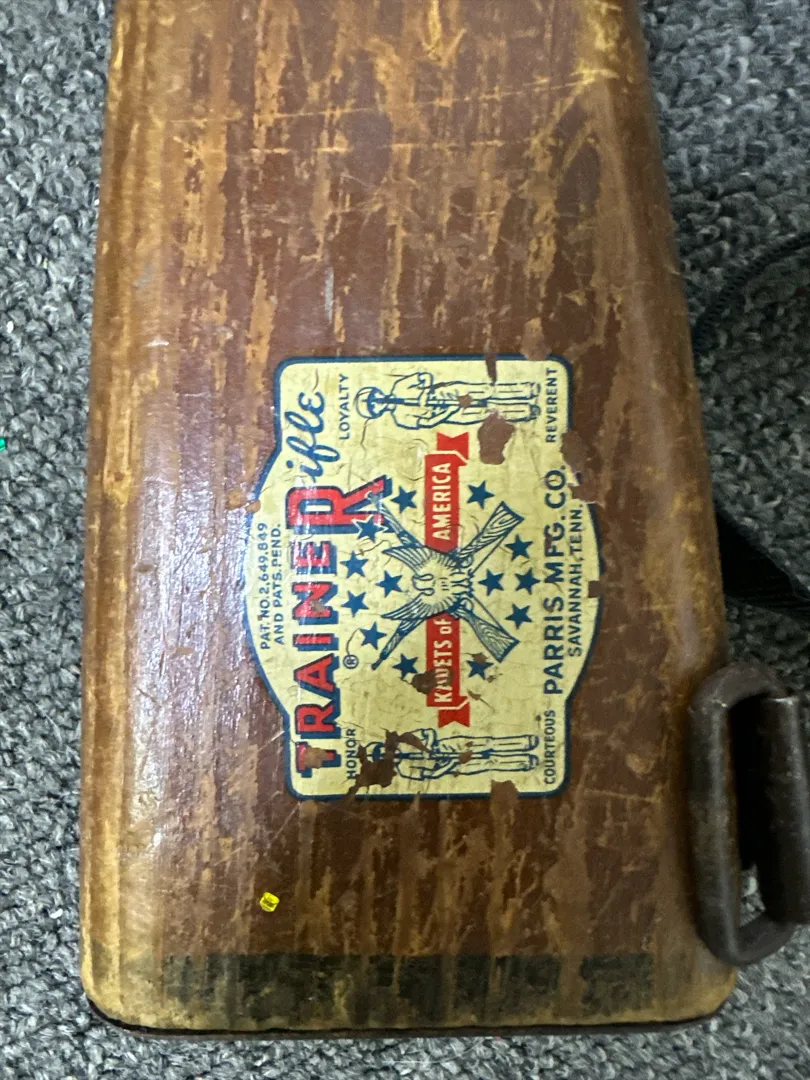 PAT. NO. 2,649,849
AND PATS. PEND.
TRAINER rifle
®
HONOR
LOYALTY
KADETS OF AMERICA
COURTEOUS
PARRIS MFG. CO.
REVERENT
SAVANNAH, TENN.